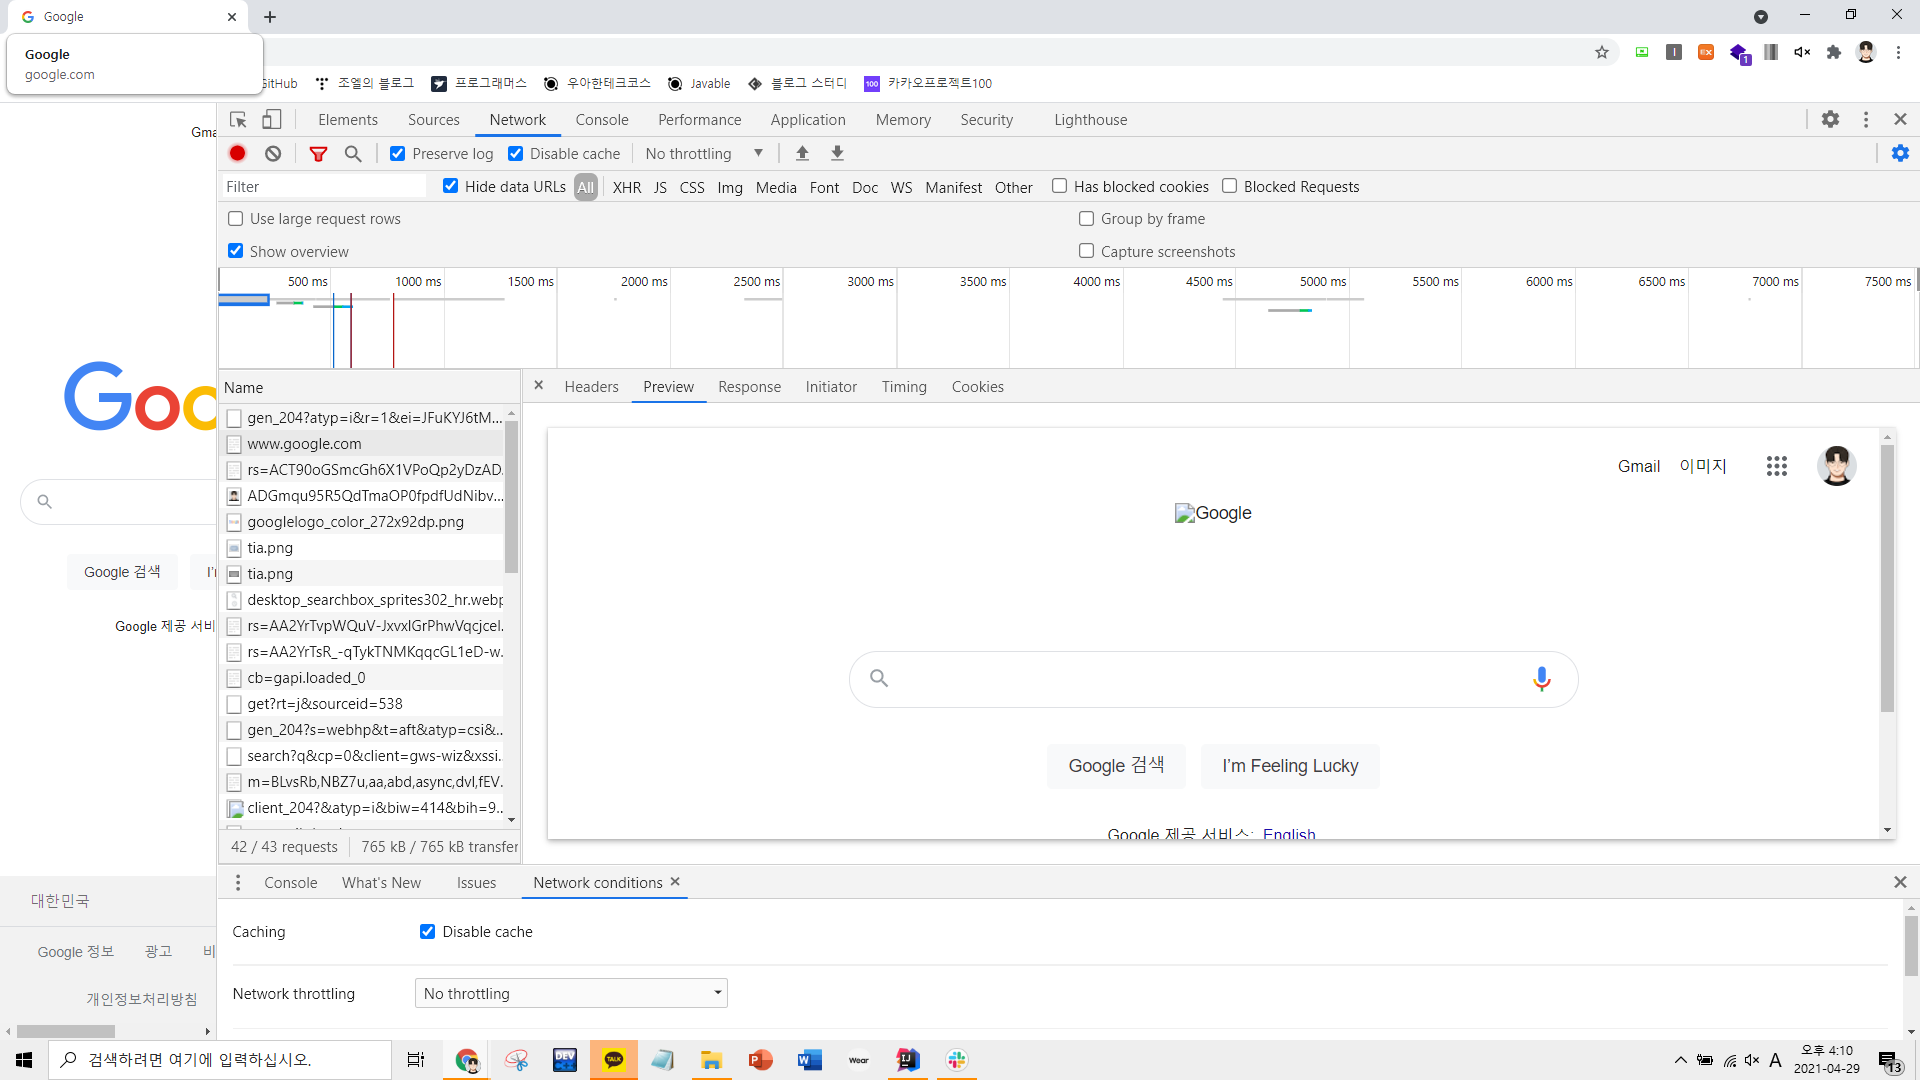 Google
Google
google.com
GitHub
조엘의 블로그
프로그래머스
우아한테크코스
Javable
블로그 스터디
100
카카오프로젝트100
EX
1
Gma
Goo
Google 검색
I'
Google 제공 서비
대한민국
Google 정보
광고
비
개인정보처리방침
Elements
Sources
Network
Console
Performance
Application
Memory
Security
Lighthouse
Preserve log
Disable cache
No throttling
Filter
Hide data URLs
All
XHR
JS
CSS
Img
Media
Font
Doc
WS
Manifest
Other
Has blocked cookies
Blocked Requests
Use large request rows
Group by frame
Show overview
Capture screenshots
500 ms
1000 ms
1500 ms
2000 ms
2500 ms
3000 ms
3500 ms
4000 ms
4500 ms
5000 ms
5500 ms
6000 ms
6500 ms
7000 ms
7500 ms
Name
gen_204?atyp=i&r=1&ei=JFuKYJ6tM...
www.google.com
rs=ACT90oGSmcGh6X1VPoQp2yDzAD
ADGmqu95R5QdTmaOP0fpdfUdNibv...
googlelogo_color_272x92dp.png
tia.png
tia.png
desktop_searchbox_sprites302_hr.webp
rs=AA2YrTvpWQuV-JxvxIGrPhwVqcjceI
rs=AA2YrTsR_-qTykTNMKqqcGL1eD-w
cb=gapi.loaded_0
get?rt=j&sourceid=538
gen_204?s=webhp&t=aft&atyp=csi&...
search?q&cp=0&client=gws-wiz&xssi...
m=BLvsRb,NBZ7u,aa,abd,async,dvl,fEV...
client_204?&atyp=i&biw=414&bih=9...
42 / 43 requests
765 kB / 765 kB transfer
Headers
Preview
Response
Initiator
Timing
Cookies
Gmail
이미지
Google
Google 검색
I'm Feeling Lucky
Google 제공 서비스: English
Console
What's New
Issues
Network conditions
Caching
Disable cache
Network throttling
No throttling
검색하려면 여기에 입력하십시오.
DEV
TALK
P
W
Wear
IJ
A
오후 4:10
2021-04-29
13